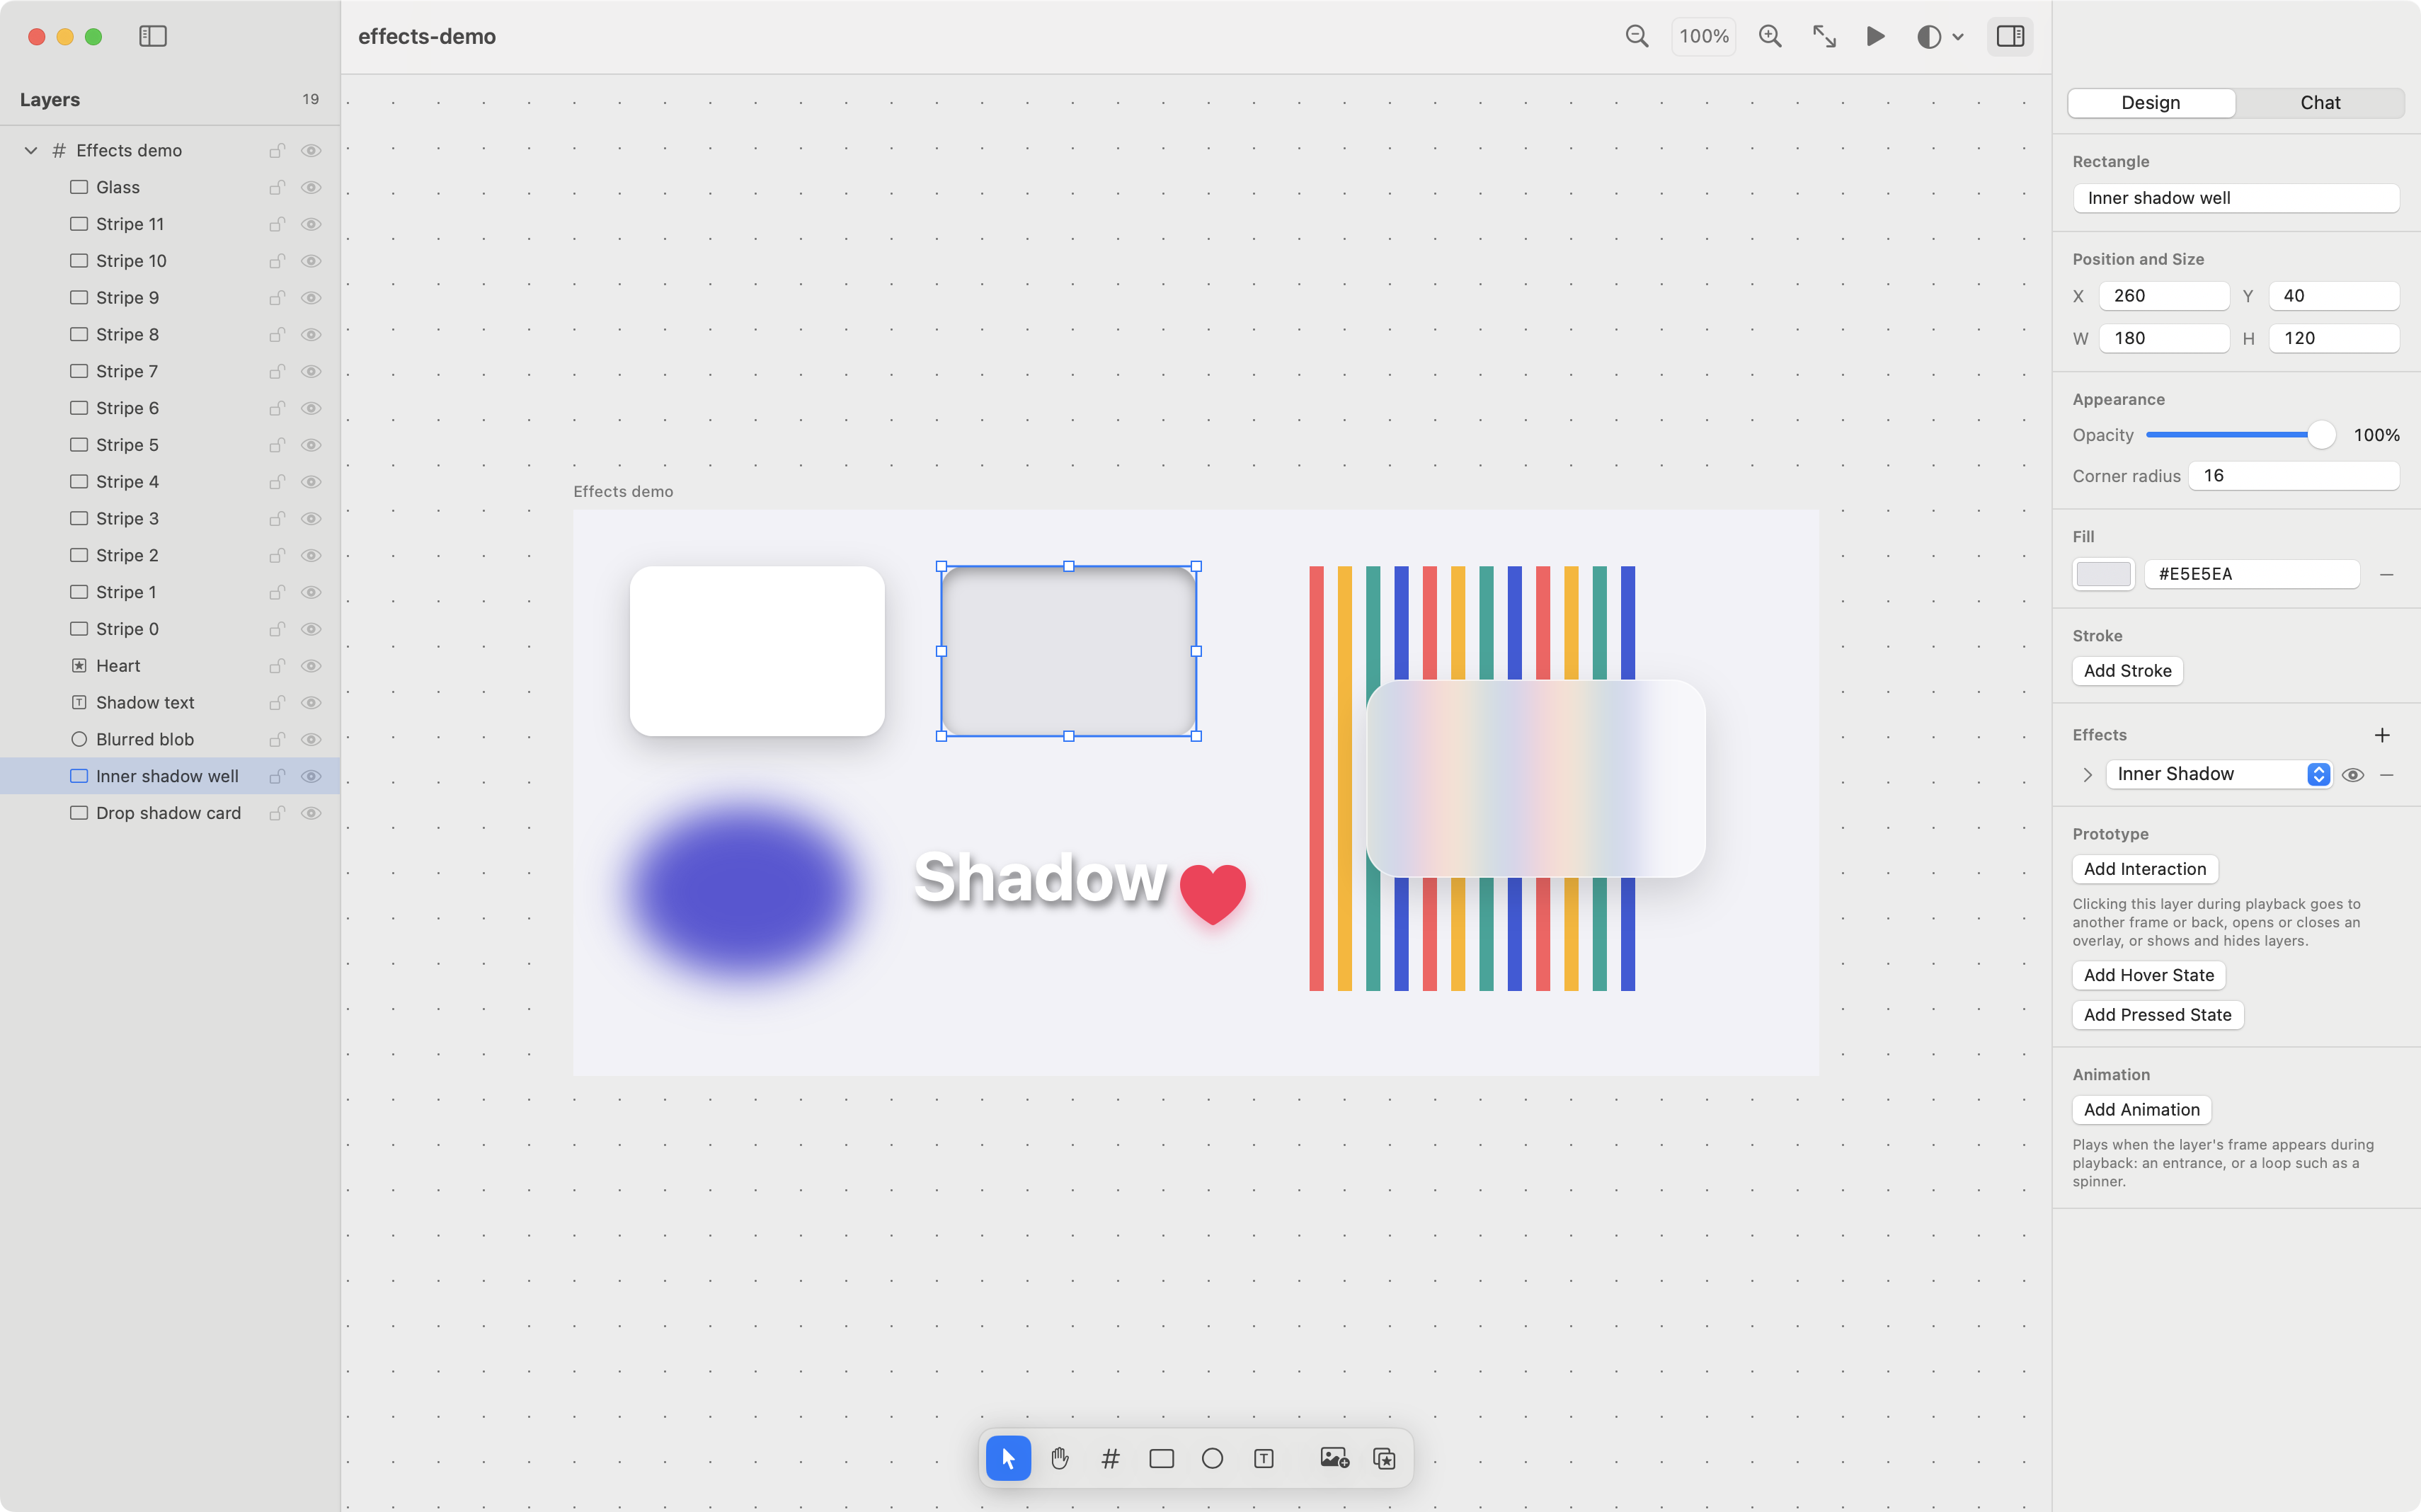 effects-demo
100%
Layers
19
Effects demo
Glass
Stripe 11
Stripe 10
Stripe 9
Stripe 8
Stripe 7
Stripe 6
Stripe 5
Stripe 4
Stripe 3
Stripe 2
Stripe 1
Stripe 0
Heart
Shadow text
Blurred blob
Inner shadow well
Drop shadow card
Effects demo
Shadow
Design
Chat
Rectangle
Inner shadow well
Position and Size
X 260 Y 40
W 180 H 120
Appearance
Opacity 100%
Corner radius 16
Fill
#E5E5EA
Stroke
Add Stroke
Effects
Inner Shadow
Prototype
Add Interaction
Clicking this layer during playback goes to
another frame or back, opens or closes an
overlay, or shows and hides layers.
Add Hover State
Add Pressed State
Animation
Add Animation
Plays when the layer's frame appears during
playback: an entrance, or a loop such as a
spinner.